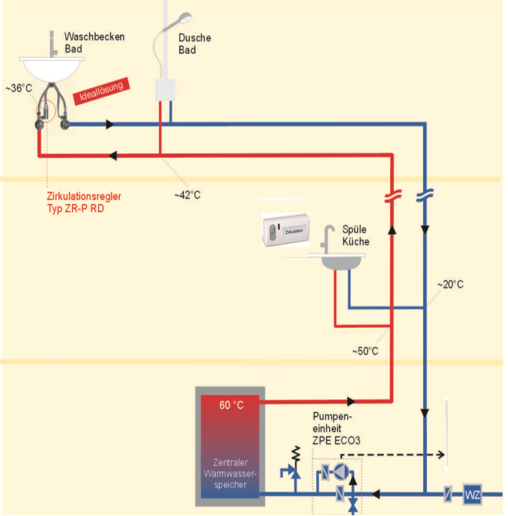 Waschbecken
Bad
Dusche
Bad
~36°C
Ideallösung
Zirkulationsregler
Typ ZR-P RD
~42°C
Zirkulation
Spüle
Küche
~20°C
~50°C
60 °C
Pumpen-
einheit
ZPE ECO3
Zentraler
Warmwasser-
speicher
WZ